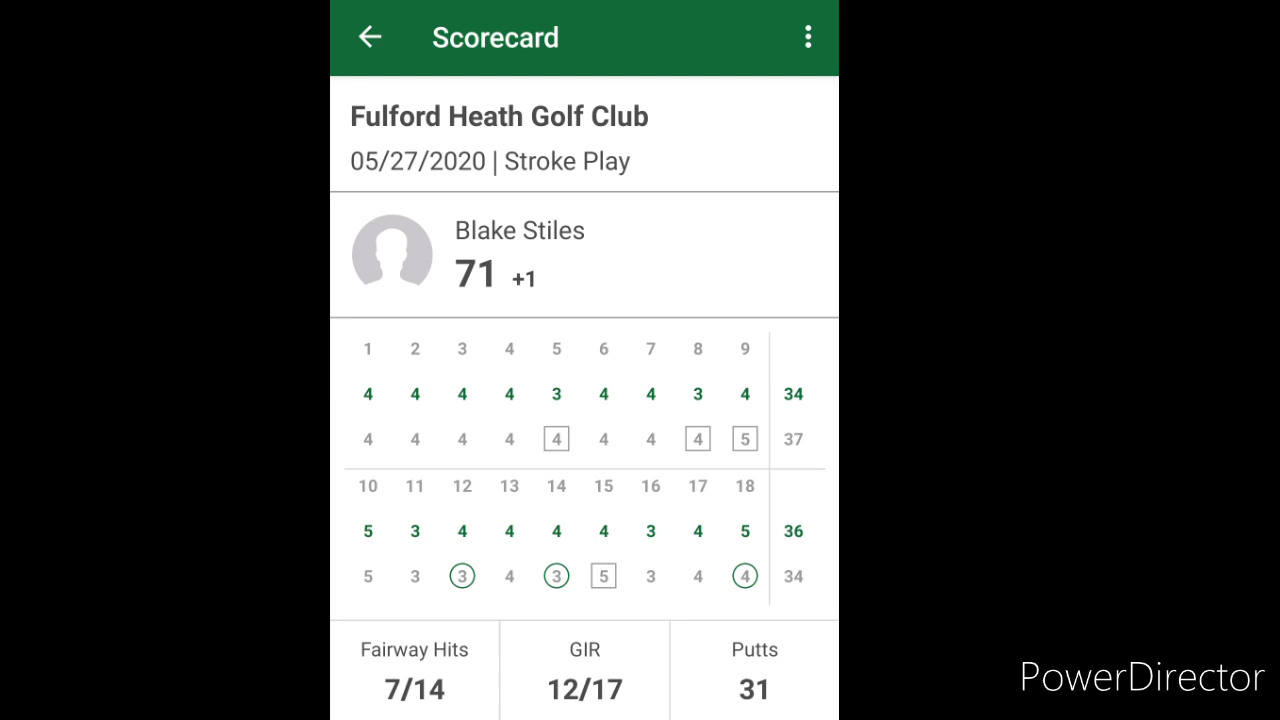 Scorecard
Fulford Heath Golf Club
05/27/2020 | Stroke Play
Blake Stiles
71 +1
1 2 3 4 5 6 7 8 9
4 4 4 4 3 4 4 3 4 34
4 4 4 4 4 4 4 4 5 37
10 11 12 13 14 15 16 17 18
5 3 4 4 4 4 3 4 5 36
5 3 3 4 3 5 3 4 4 34
Fairway Hits GIR Putts
7/14 12/17 31
PowerDirector